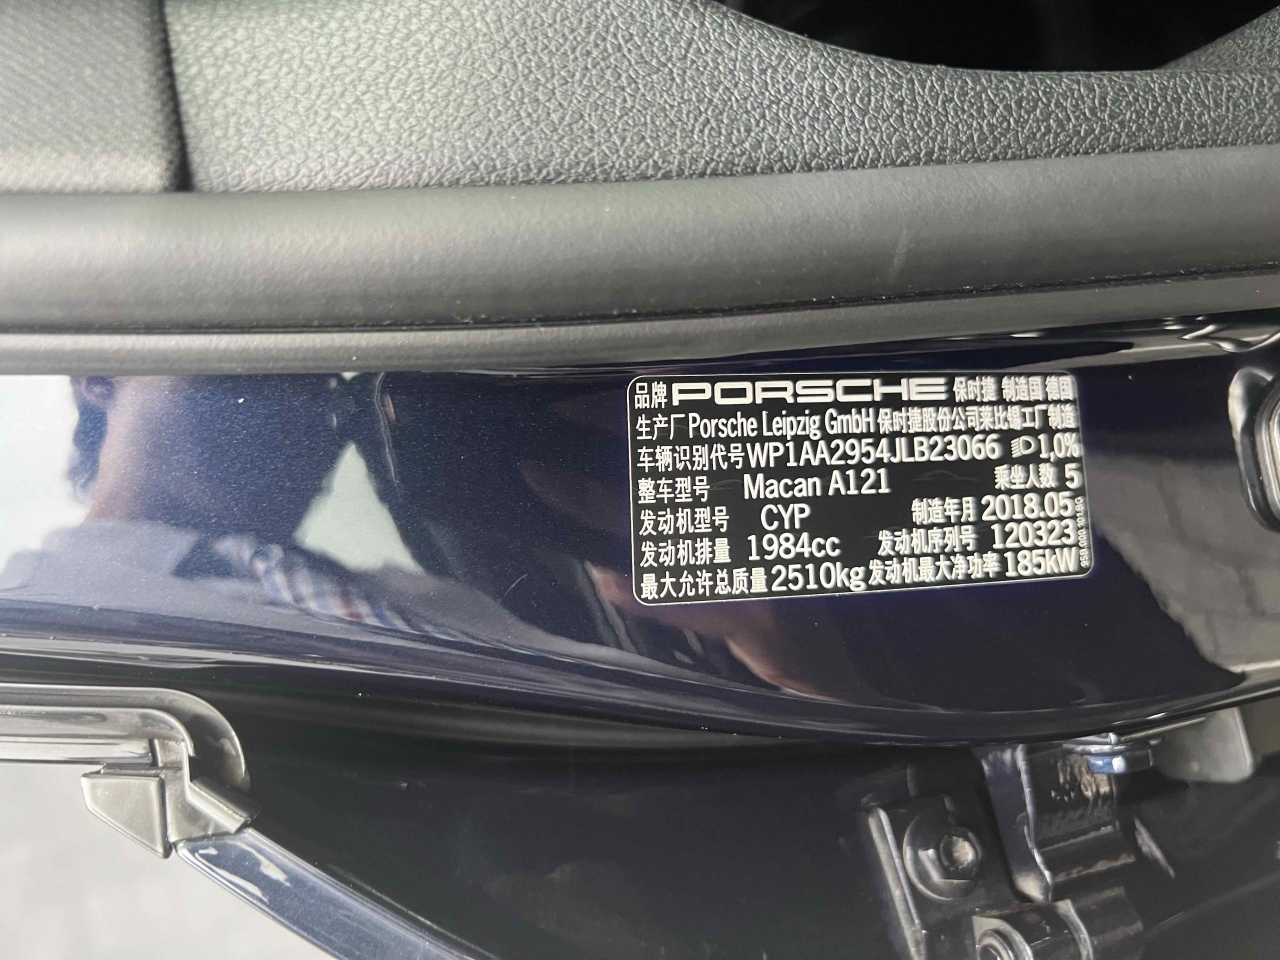 品牌 PORSCHE 保时捷 制造国 德国
生产厂 Porsche Leipzig GmbH 保时捷股份公司莱比锡工厂制造
车辆识别代号 WP1AA2954JLB23066 1,0%
整车型号 Macan A121 乘坐人数 5
发动机型号 CYP 制造年月 2018.05
发动机排量 1984cc 发动机序列号 120323
最大允许总质量 2510kg 发动机最大净功率 185kW